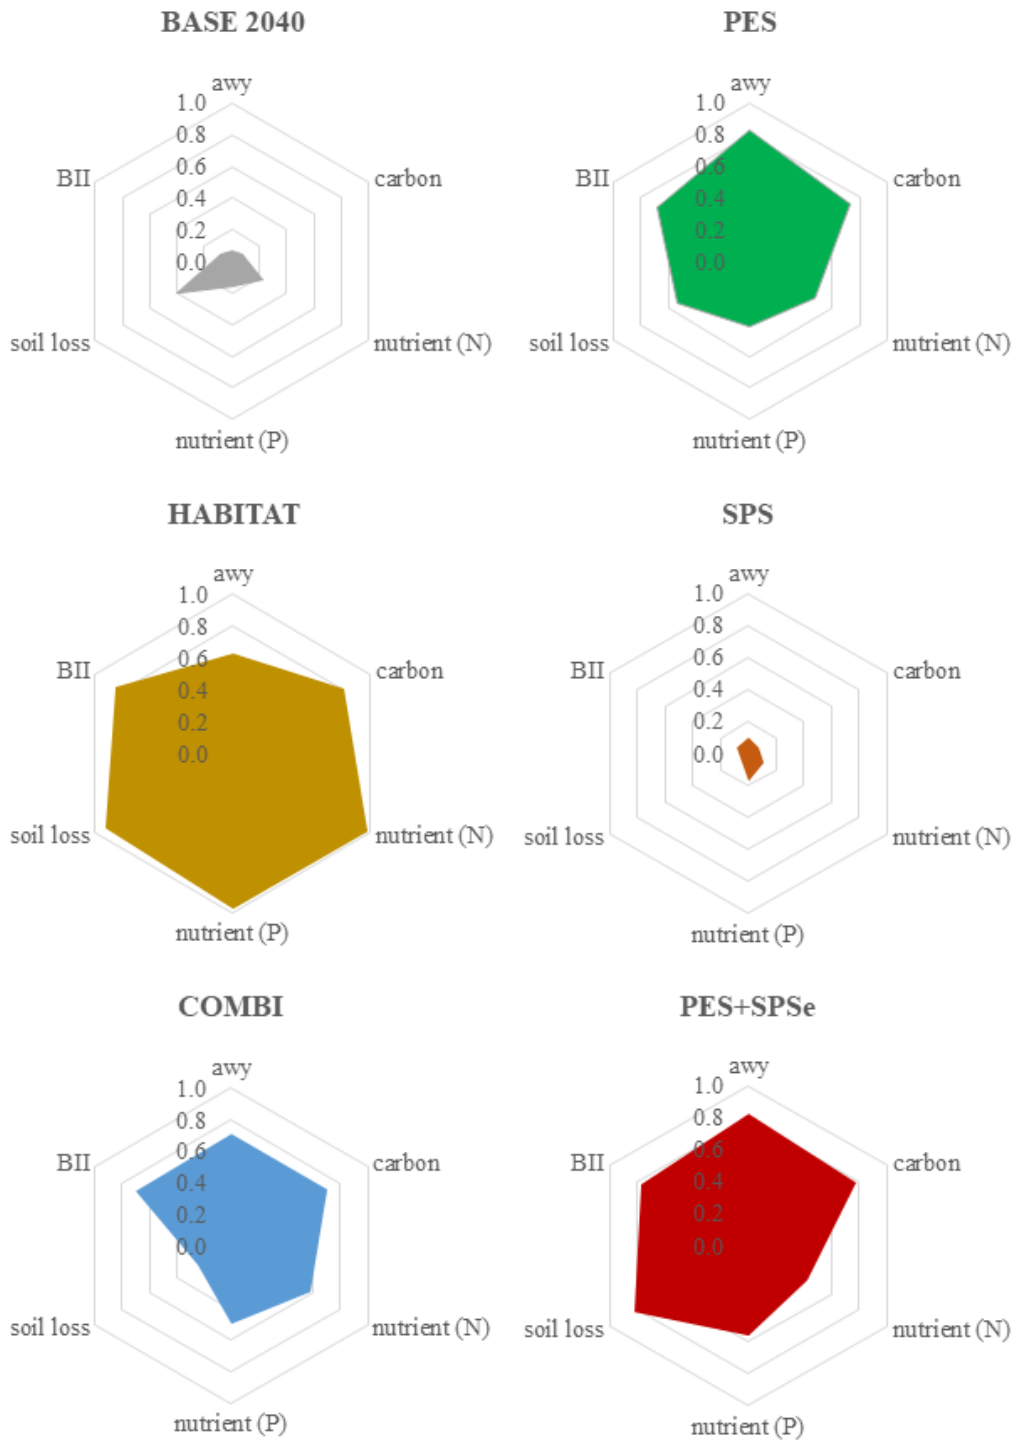 BASE 2040
awy
1.0
0.8
0.6
0.4
0.2
0.0
BII
carbon
soil loss
nutrient (N)
nutrient (P)
PES
awy
1.0
0.8
0.6
0.4
0.2
0.0
BII
carbon
soil loss
nutrient (N)
nutrient (P)
HABITAT
awy
1.0
0.8
0.6
0.4
0.2
0.0
BII
carbon
soil loss
nutrient (N)
nutrient (P)
SPS
awy
1.0
0.8
0.6
0.4
0.2
0.0
BII
carbon
soil loss
nutrient (N)
nutrient (P)
COMBI
awy
1.0
0.8
0.6
0.4
0.2
0.0
BII
carbon
soil loss
nutrient (N)
nutrient (P)
PES+SPSe
awy
1.0
0.8
0.6
0.4
0.2
0.0
BII
carbon
soil loss
nutrient (N)
nutrient (P)